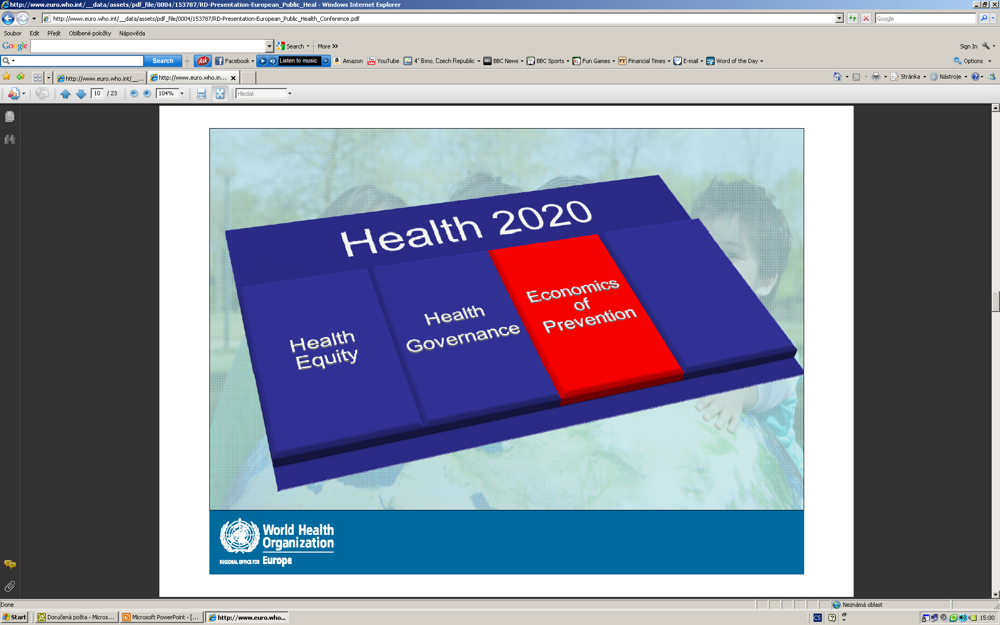 http://www.euro.who.int/__data/assets/pdf_file/0004/153787/RD-Presentation-European_Public_Heal - Windows Internet Explorer
http://www.euro.who.int/__data/assets/pdf_file/0004/153787/RD-Presentation-European_Public_Health_Conference.pdf
Google
Soubor Edit Přejít Oblíbené položky Nápověda
Google Search More >> Sign In
Search Ask Facebook Listen to music Amazon YouTube 4° Brno, Czech Republic BBC News BBC Sports Fun Games Financial Times E-mail Word of the Day Options
http://www.euro.who.int/__... http://www.euro.who.in... Stránka Nástroje
10 / 23 104% Hledat
Health 2020
Health
Equity
Health
Governance
Economics
of
Prevention
World Health
Organization
REGIONAL OFFICE FOR Europe
Done Neznámá oblast
Start Doručená pošta - Micros... Microsoft PowerPoint - [... http://www.euro.who... CS 15:00